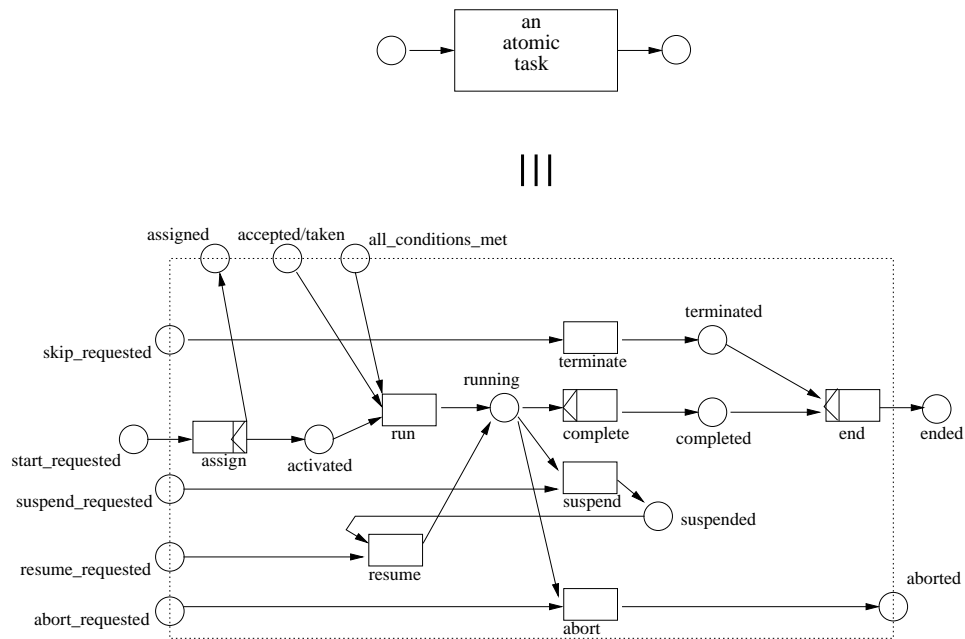 an
atomic
task
assigned
accepted/taken
all_conditions_met
skip_requested
terminate
terminated
running
start_requested
assign
activated
run
complete
completed
end
ended
suspend_requested
suspend
suspended
resume_requested
resume
aborted
abort_requested
abort